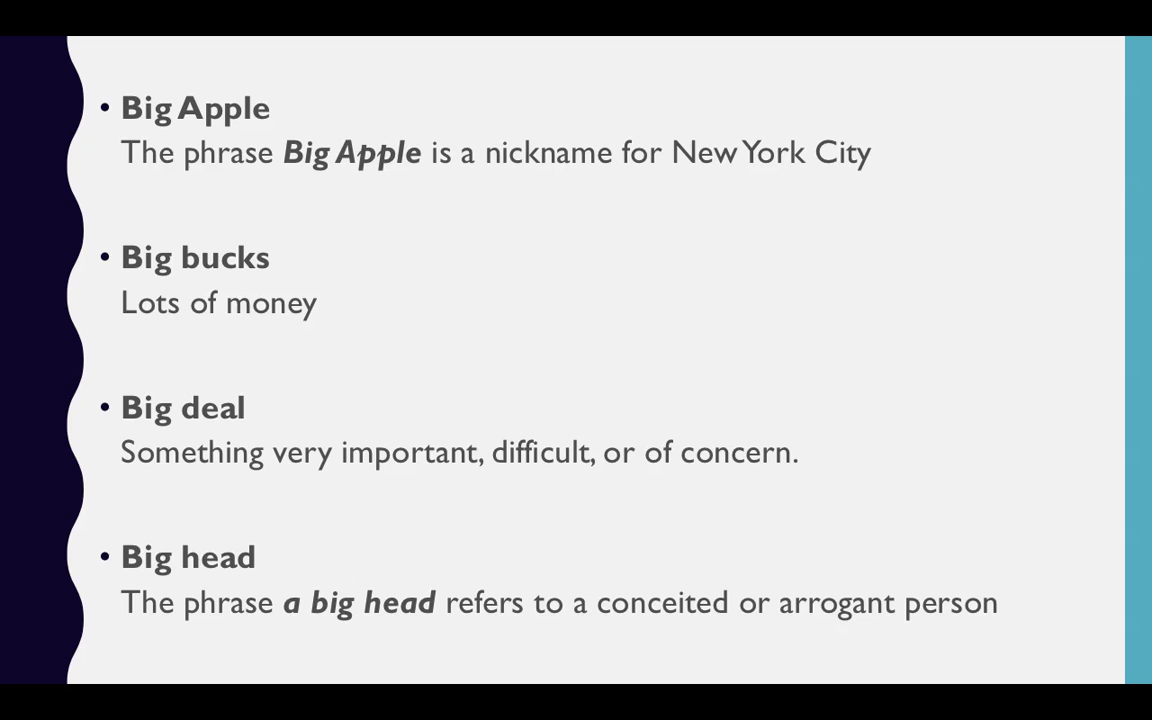 • Big Apple
The phrase Big Apple is a nickname for New York City
• Big bucks
Lots of money
• Big deal
Something very important, difficult, or of concern.
• Big head
The phrase a big head refers to a conceited or arrogant person